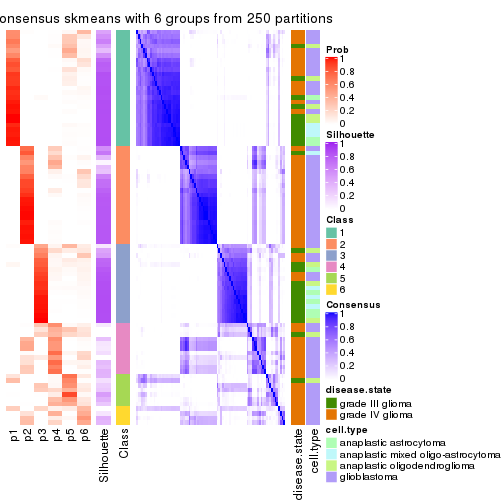 onsensus skmeans with 6 groups from 250 partitions
Prob
1
0.8
0.6
0.4
0.2
0
Silhouette
1
0.8
0.6
0.4
0.2
0
Class
1
2
3
4
5
6
Consensus
1
0.8
0.6
0.4
0.2
0
disease.state
grade III glioma
grade IV glioma
cell.type
anaplastic astrocytoma
anaplastic mixed oligo-astrocytoma
anaplastic oligodendroglioma
glioblastoma
p1
p2
p3
p4
p5
p6
Silhouette
Class
disease.state
cell.type